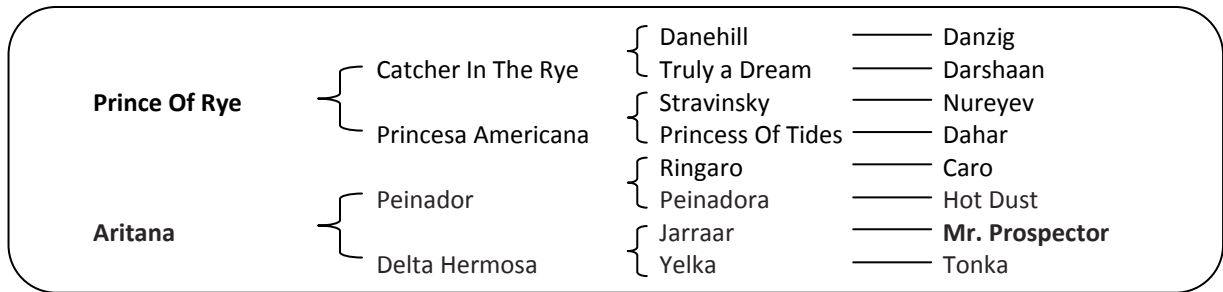 Danehill Danzig
Catcher In The Rye
Truly a Dream Darshaan
Prince Of Rye
Stravinsky Nureyev
Princesa Americana
Princess Of Tides Dahar
Ringaro Caro
Peinador
Peinadora Hot Dust
Aritana
Jarraar Mr. Prospector
Delta Hermosa
Yelka Tonka